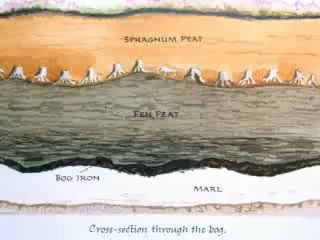 SPHAGNUM PEAT
FEN PEAT
BOG IRON
MARL
Cross-section through the bog.